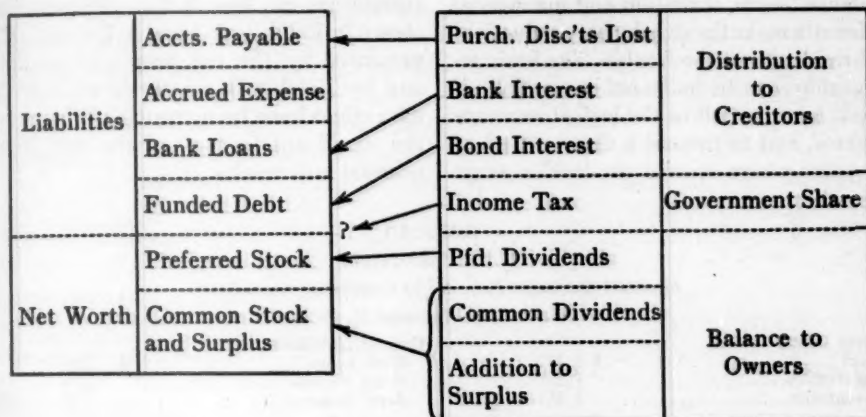 Accts. Payable
Accrued Expense
Liabilities
Bank Loans
Funded Debt
Preferred Stock
Net Worth
Common Stock
and Surplus
?
Purch. Disc'ts Lost
Bank Interest
Bond Interest
Income Tax
Pfd. Dividends
Common Dividends
Addition to
Surplus
Distribution
to
Creditors
Government Share
Balance to
Owners